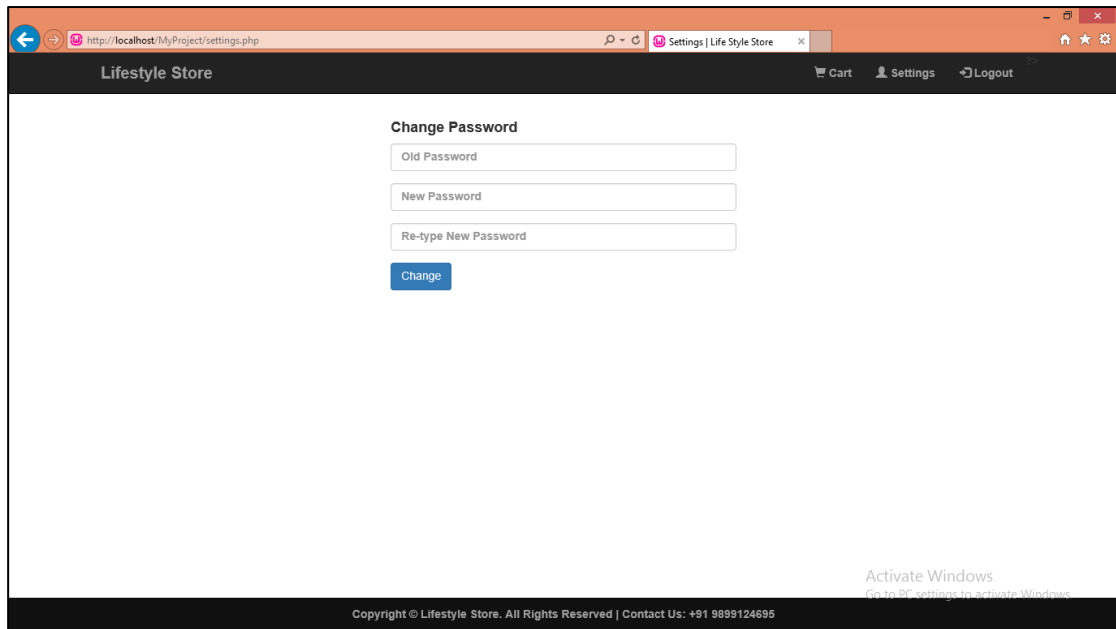 http://localhost/MyProject/settings.php
Settings | Life Style Store
Lifestyle Store
Cart
Settings
Logout
?>
Change Password
Old Password
New Password
Re-type New Password
Change
Activate Windows
Go to PC settings to activate Windows.
Copyright © Lifestyle Store. All Rights Reserved | Contact Us: +91 9899124695